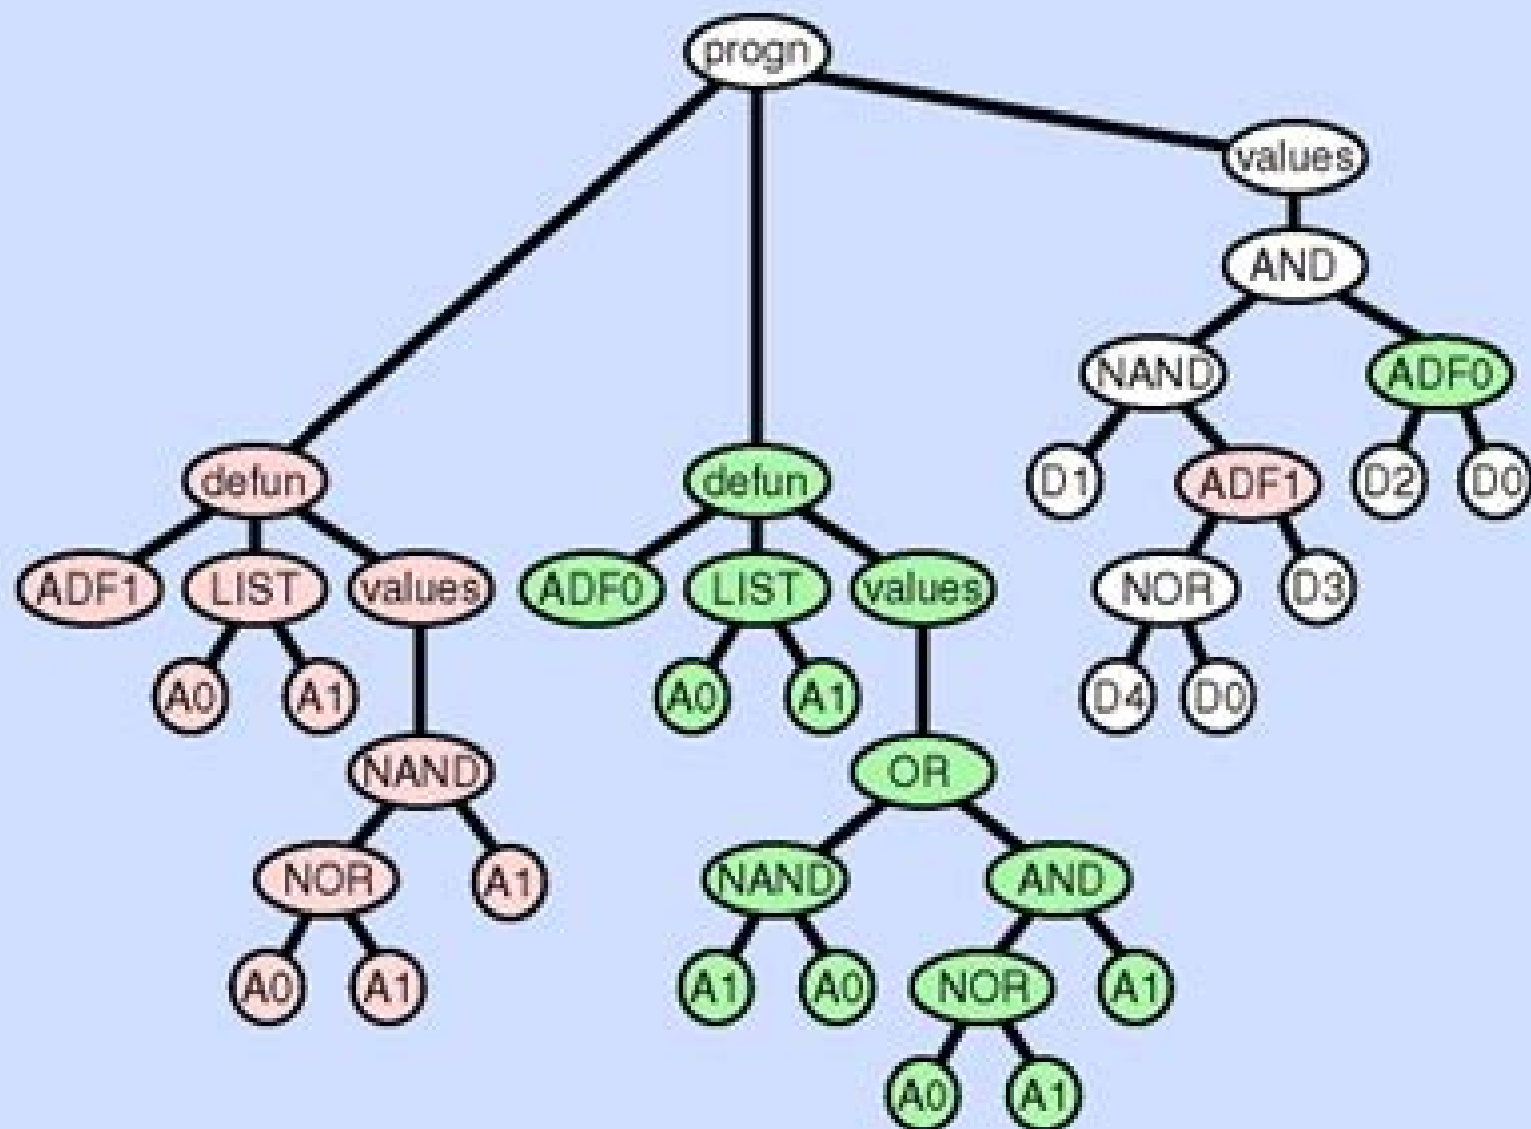 progn
values
AND
NAND ADF0
defun defun D1 ADF1 D2 D0
ADF1 LIST values ADF0 LIST values NOR D3
A0 A1 A0 A1 D4 D0
NAND OR
NOR A1 NAND AND
A0 A1 A1 A0 NOR A1
A0 A1